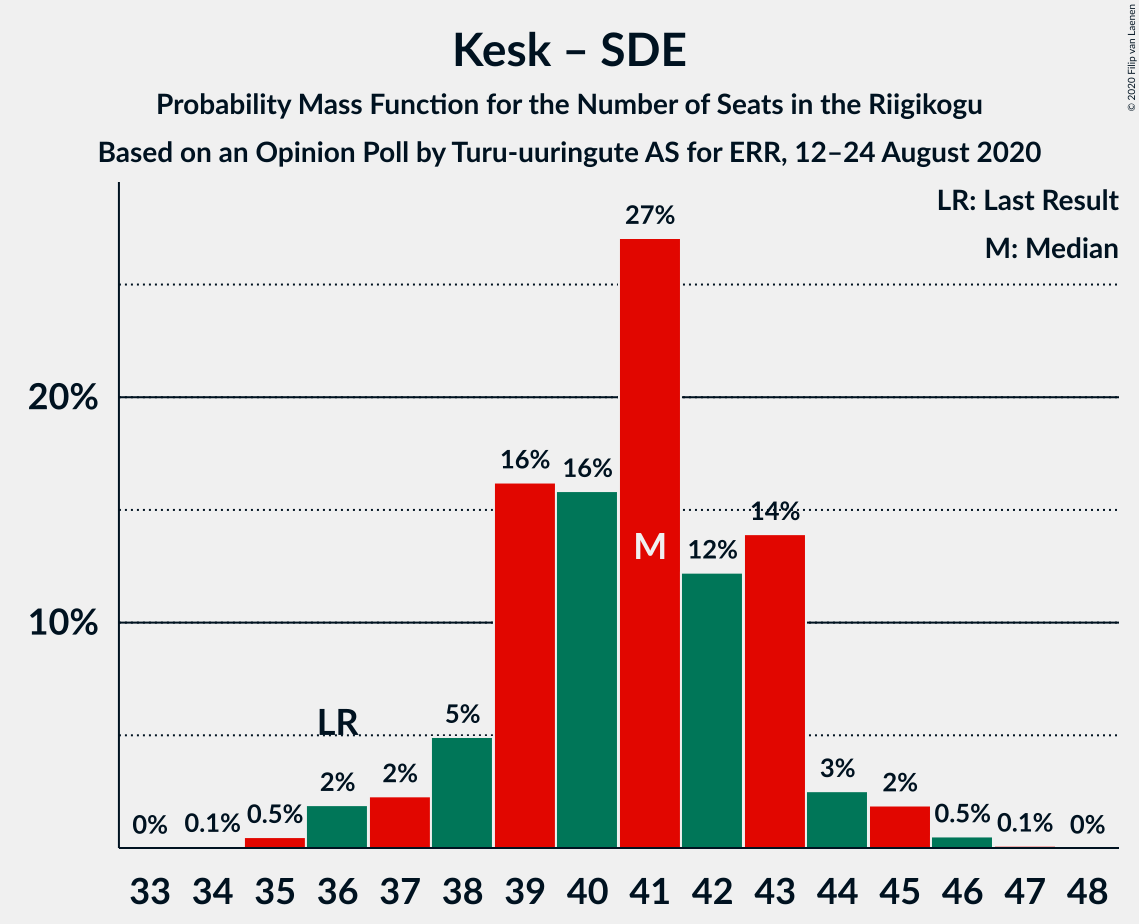 Kesk – SDE
Probability Mass Function for the Number of Seats in the Riigikogu
Based on an Opinion Poll by Turu-uuringute AS for ERR, 12–24 August 2020
© 2020 Filip van Laenen
LR: Last Result
M: Median
27%
20%
16% 16%
14%
M
12%
10%
LR
5%
2% 2%
3% 2%
0% 0.1% 0.5%
0.5% 0.1% 0%
33 34 35 36 37 38 39 40 41 42 43 44 45 46 47 48